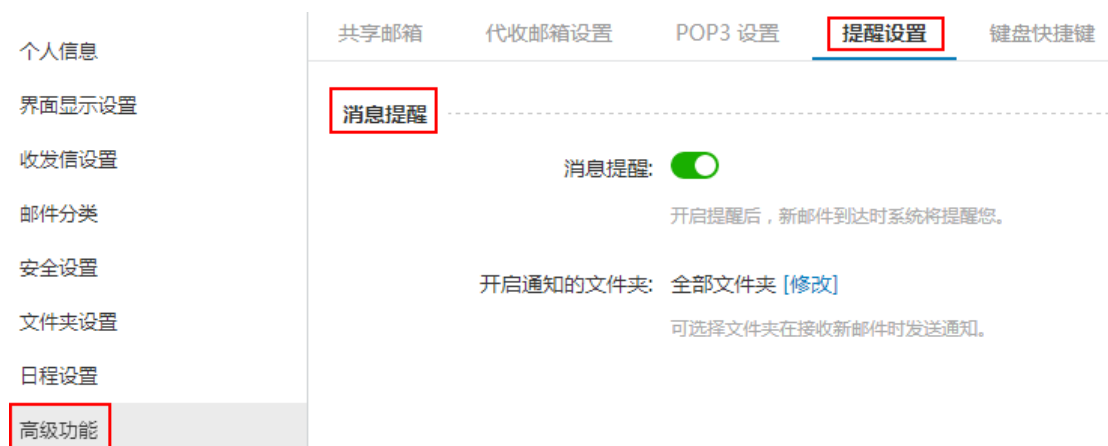 共享邮箱 代收邮箱设置 POP3 设置 提醒设置 键盘快捷键
个人信息
界面显示设置
收发信设置
邮件分类
安全设置
文件夹设置
日程设置
高级功能
消息提醒
消息提醒:
开启提醒后，新邮件到达时系统将提醒您。
开启通知的文件夹: 全部文件夹 [修改]
可选择文件夹在接收新邮件时发送通知。